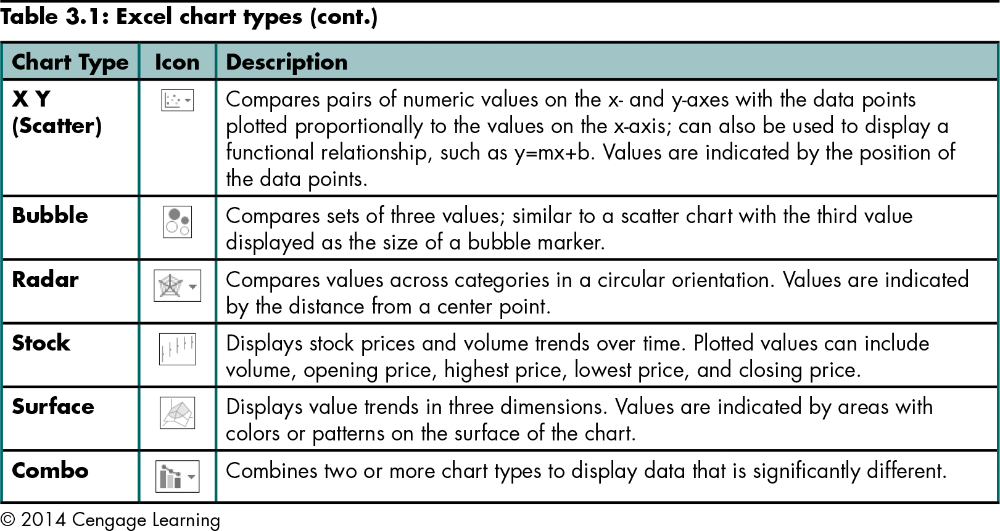 Table 3.1: Excel chart types (cont.)
Chart Type Icon Description
X Y
(Scatter)
Compares pairs of numeric values on the x- and y-axes with the data points
plotted proportionally to the values on the x-axis; can also be used to display a
functional relationship, such as y=mx+b. Values are indicated by the position of
the data points.
Bubble
Compares sets of three values; similar to a scatter chart with the third value
displayed as the size of a bubble marker.
Radar
Compares values across categories in a circular orientation. Values are indicated
by the distance from a center point.
Stock
Displays stock prices and volume trends over time. Plotted values can include
volume, opening price, highest price, lowest price, and closing price.
Surface
Displays value trends in three dimensions. Values are indicated by areas with
colors or patterns on the surface of the chart.
Combo
Combines two or more chart types to display data that is significantly different.
© 2014 Cengage Learning